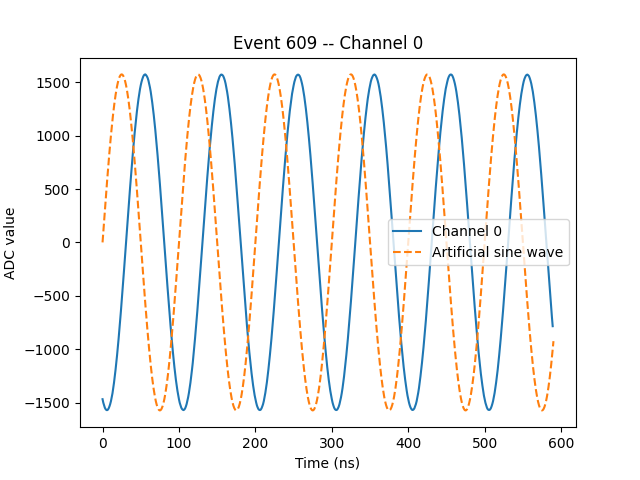 Event 609 -- Channel 0
ADC value
1500
1000
500
0
−500
−1000
−1500
Channel 0
Artificial sine wave
0 100 200 300 400 500 600
Time (ns)